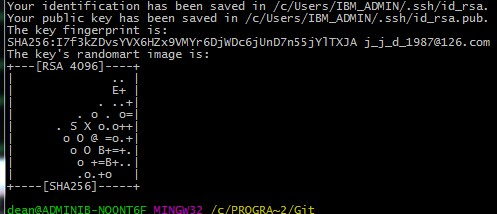 Your identification has been saved in /c/Users/IBM_ADMIN/.ssh/id_rsa.
Your public key has been saved in /c/Users/IBM_ADMIN/.ssh/id_rsa.pub.
The key fingerprint is:
SHA256:I7f3kZDvsYVX6HZx9VMYr6DjWDc6jUnD7n55jYlTXJA j_j_d_1987@126.com
The key's randomart image is:
+---[RSA 4096]----+
|              .. |
|              E+ |
|            . ..+|
|         . o . o=|
|      . S X o.o++|
|       o O @ =o.+|
|        o O B+=+.|
|         o +=B+..|
|         .o.+o   |
+----[SHA256]-----+
dean@ADMINIB-NOONT6F MINGW32 /c/PROGRA~2/Git